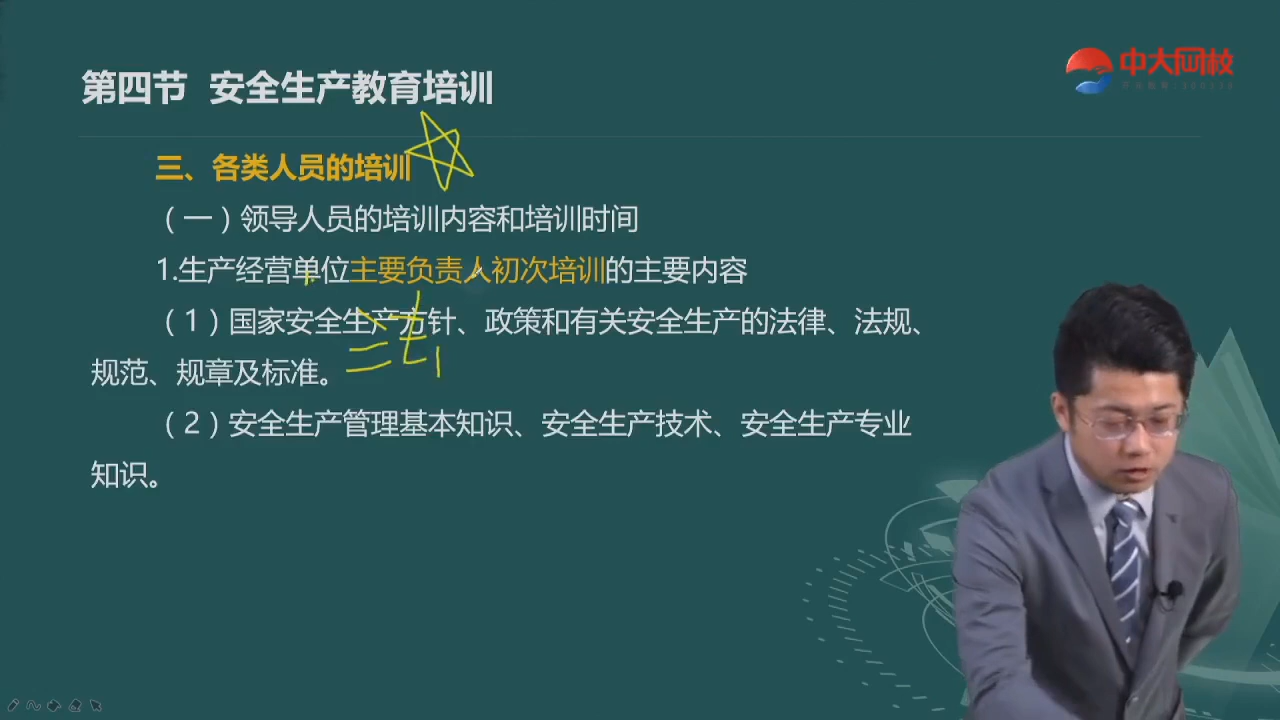 第四节 安全生产教育培训
中大网校
三、各类人员的培训
（一）领导人员的培训内容和培训时间
1.生产经营单位主要负责人初次培训的主要内容
（1）国家安全生产方针、政策和有关安全生产的法律、法规、
规范、规章及标准。
（2）安全生产管理基本知识、安全生产技术、安全生产专业
知识。